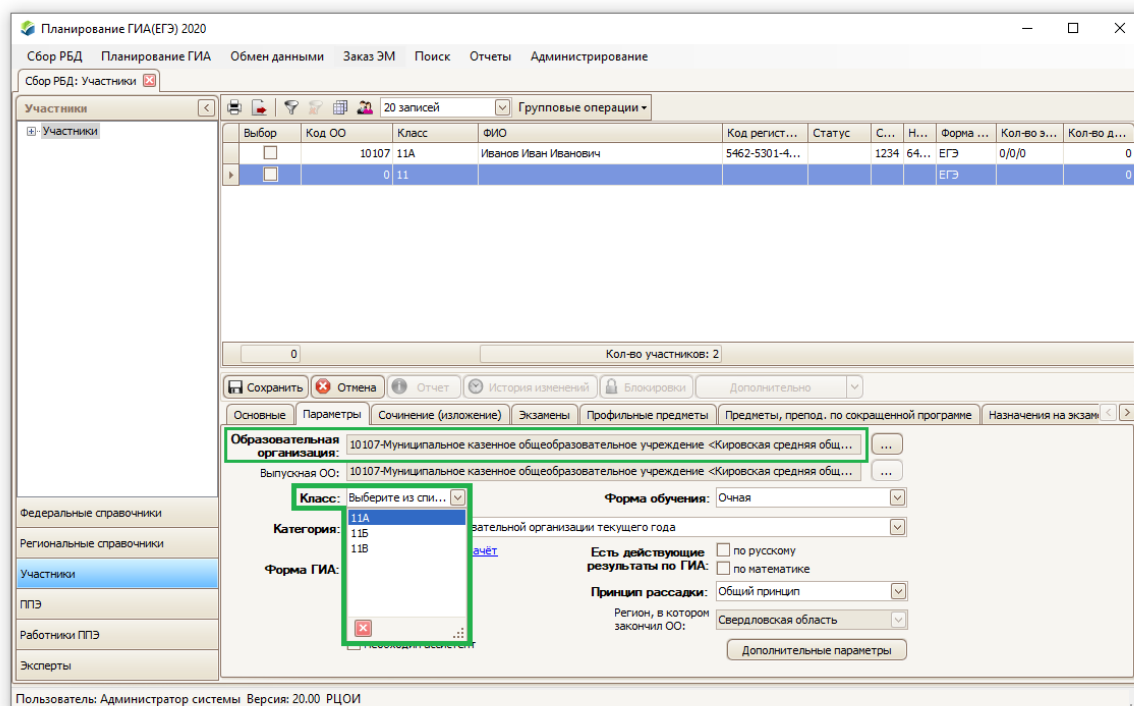 Планирование ГИА(ЕГЭ) 2020
Сбор РБД Планирование ГИА Обмен данными Заказ ЭМ Поиск Отчеты Администрирование
Сбор РБД: Участники
Участники
20 записей Групповые операции
Участники
Выбор Код ОО Класс ФИО Код регист... Статус С... Н... Форма ... Кол-во э... Кол-во д...
10107 11А Иванов Иван Иванович 5462-5301-4... 1234 64... ЕГЭ 0/0/0 0
0 11 ЕГЭ 0
0 Кол-во участников: 2
Сохранить Отмена Отчет История изменений Блокировки Дополнительно
Основные Параметры Сочинение (изложение) Экзамены Профильные предметы Предметы, препод. по сокращенной программе Назначения на экзам
Образовательная организация: 10107-Муниципальное казенное общеобразовательное учреждение <Кировская средняя общ... ...
Выпускная ОО: 10107-Муниципальное казенное общеобразовательное учреждение <Кировская средняя общ... ...
Класс: Выберите из спи... Форма обучения: Очная
11А
11Б
11В
Категория: вательной организации текущего года
ачёт
Форма ГИА:
Есть действующие результаты по ГИА: по русскому
по математике
Принцип рассадки: Общий принцип
Регион, в котором закончил ОО: Свердловская область
Необходим ассистент
Дополнительные параметры
Федеральные справочники
Региональные справочники
Участники
ППЭ
Работники ППЭ
Эксперты
Пользователь: Администратор системы Версия: 20.00 РЦОИ